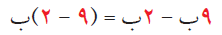 ٩ب − ٢ب = (٩ − ٢)ب